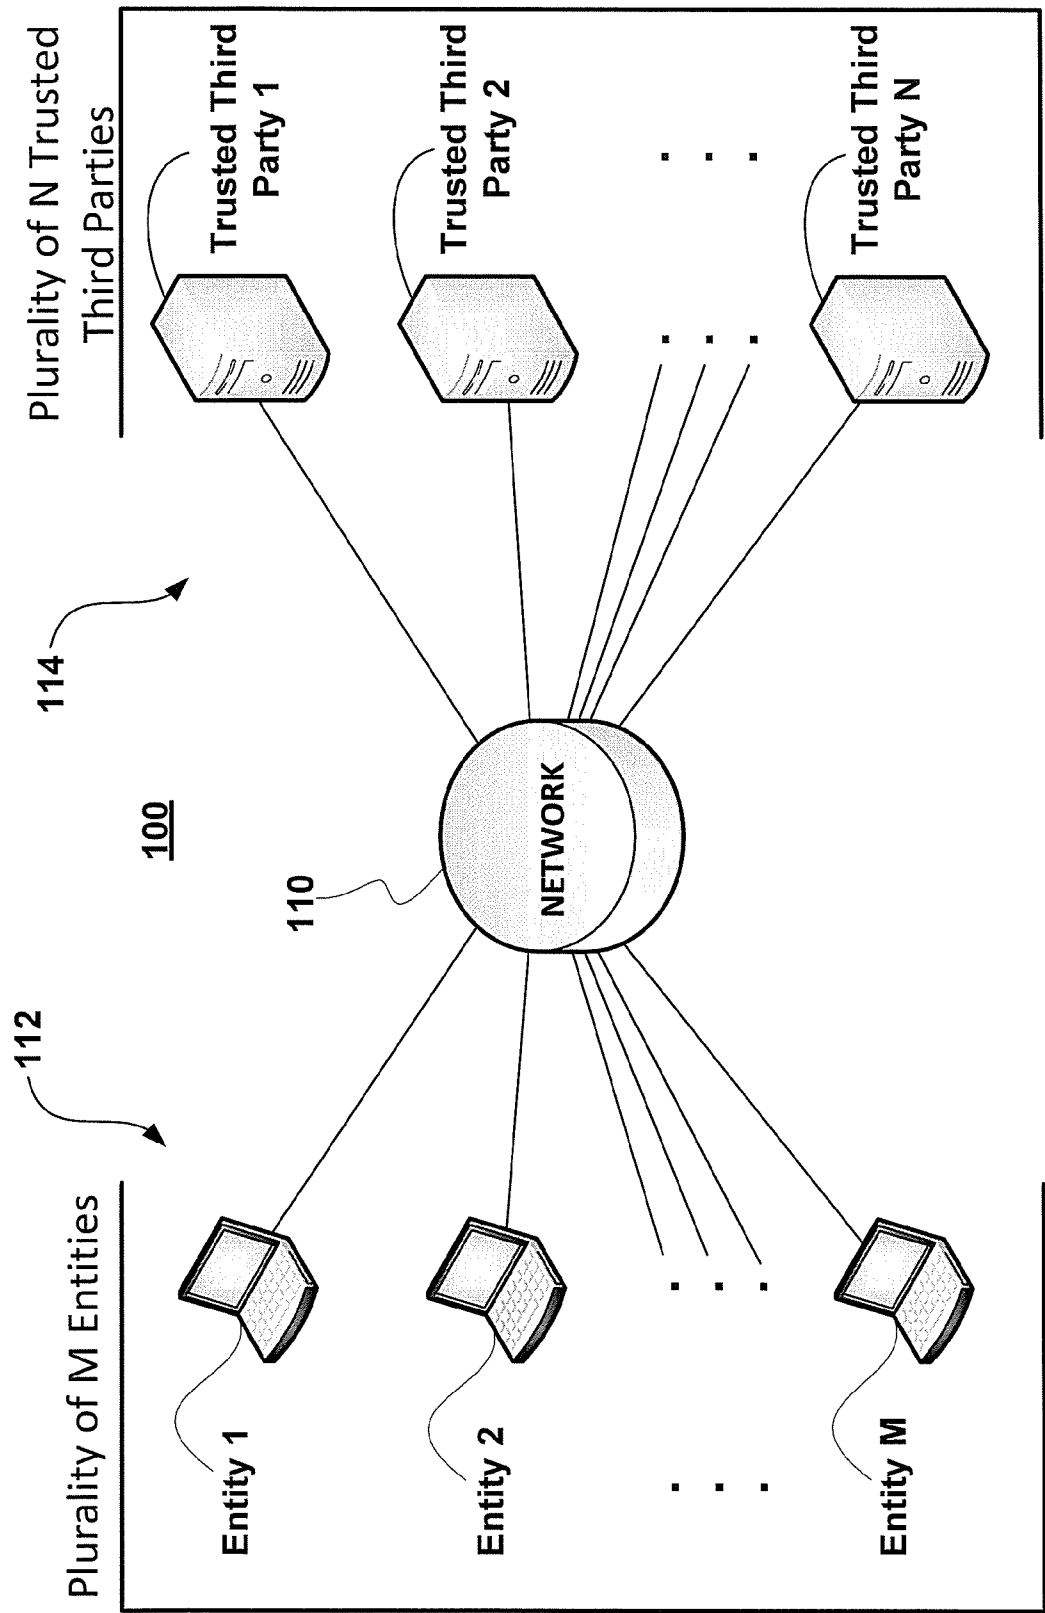 Plurality of M Entities
112
100
114
Plurality of N Trusted
Third Parties
Entity 1
110
Trusted Third
Party 1
Entity 2
NETWORK
Trusted Third
Party 2
. . .
. . .
. . .
. . .
Entity M
Trusted Third
Party N